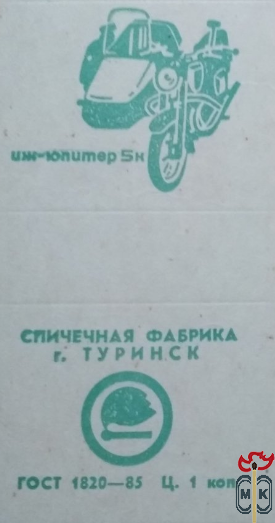 иж-юпитер 5к
СПИЧЕЧНАЯ ФАБРИКА
г. ТУРИНСК
ГОСТ 1820—85 Ц. 1 коп
МК